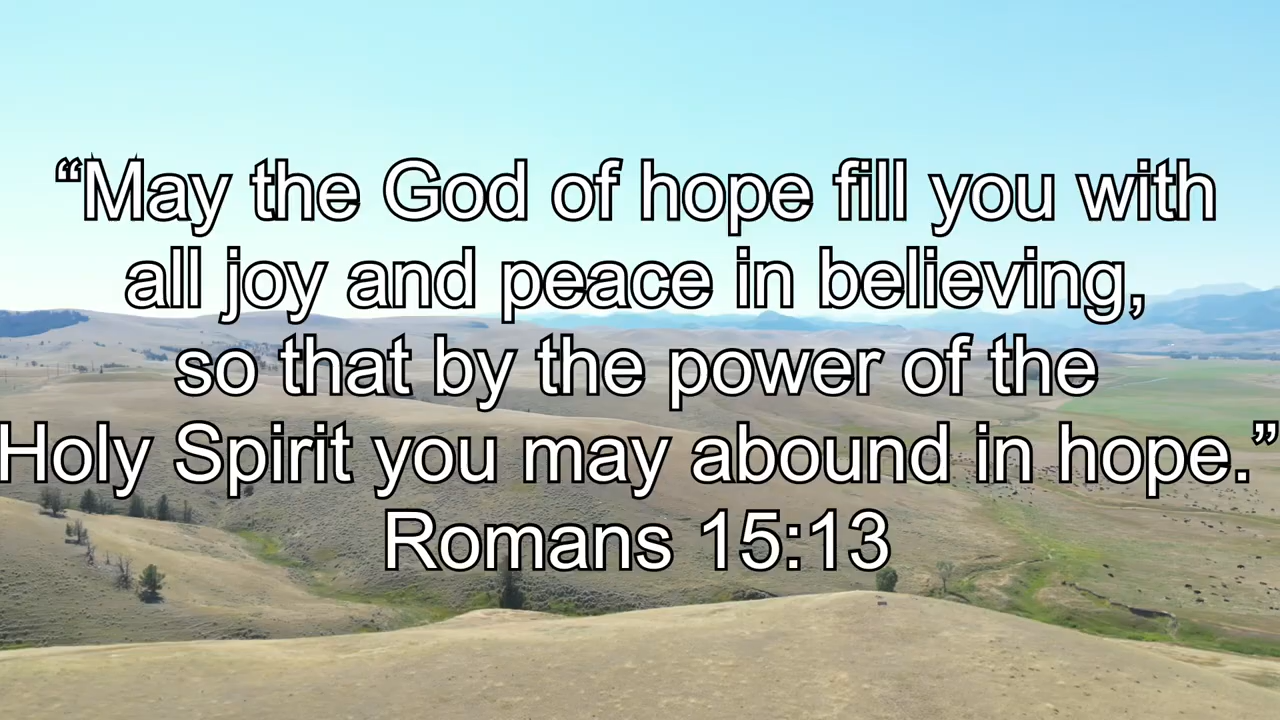 “May the God of hope fill you with
all joy and peace in believing,
so that by the power of the
Holy Spirit you may abound in hope.”
Romans 15:13